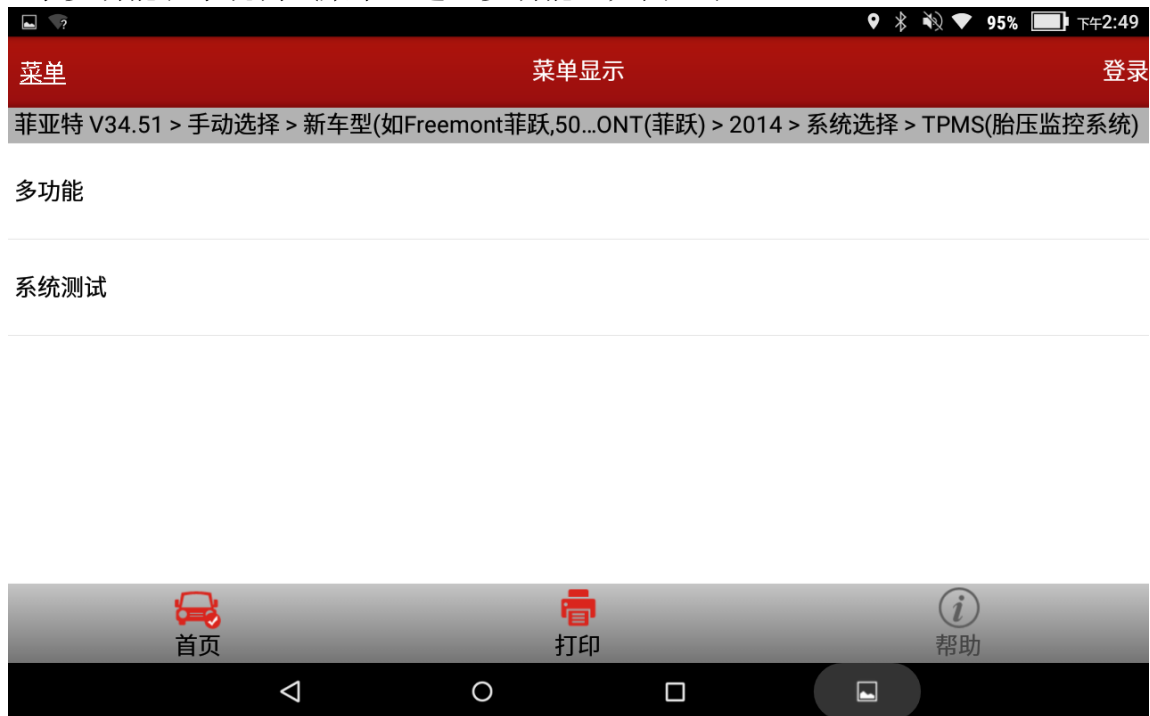 95% 下午2:49
菜单 菜单显示 登录
菲亚特 V34.51 > 手动选择 > 新车型(如Freemont菲跃,50...ONT(菲跃) > 2014 > 系统选择 > TPMS(胎压监控系统)
多功能
系统测试
首页 打印 帮助